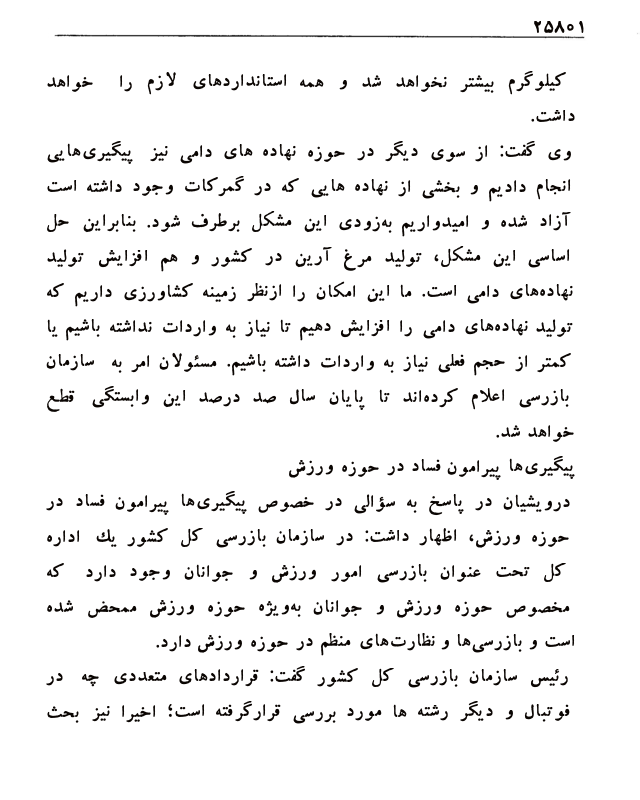 ۲۵۸۰۱
کیلوگرم بیشتر نخواهد شد و همه استانداردهای لازم را خواهد
داشت.
وی گفت: از سوی دیگر در حوزه نهاده های دامی نیز پیگیری‌هایی
انجام دادیم و بخشی از نهاده هایی که در گمرکات وجود داشته است
آزاد شده و امیدواریم به‌زودی این مشکل برطرف شود. بنابراین حل
اساسی این مشکل، تولید مرغ آرین در کشور و هم افزایش تولید
نهاده‌های دامی است. ما این امکان را ازنظر زمینه کشاورزی داریم که
تولید نهاده‌های دامی را افزایش دهیم تا نیاز به واردات نداشته باشیم یا
کمتر از حجم فعلی نیاز به واردات داشته باشیم. مسئولان امر به سازمان
بازرسی اعلام کرده‌اند تا پایان سال صد درصد این وابستگی قطع
خواهد شد.
پیگیری‌ها پیرامون فساد در حوزه ورزش
درویشیان در پاسخ به سؤالی در خصوص پیگیری‌ها پیرامون فساد در
حوزه ورزش، اظهار داشت: در سازمان بازرسی کل کشور یك اداره
کل تحت عنوان بازرسی امور ورزش و جوانان وجود دارد که
مخصوص حوزه ورزش و جوانان به‌ویژه حوزه ورزش ممحض شده
است و بازرسی‌ها و نظارت‌های منظم در حوزه ورزش دارد.
رئیس سازمان بازرسی کل کشور گفت: قراردادهای متعددی چه در
فوتبال و دیگر رشته ها مورد بررسی قرارگرفته است؛ اخیرا نیز بحث